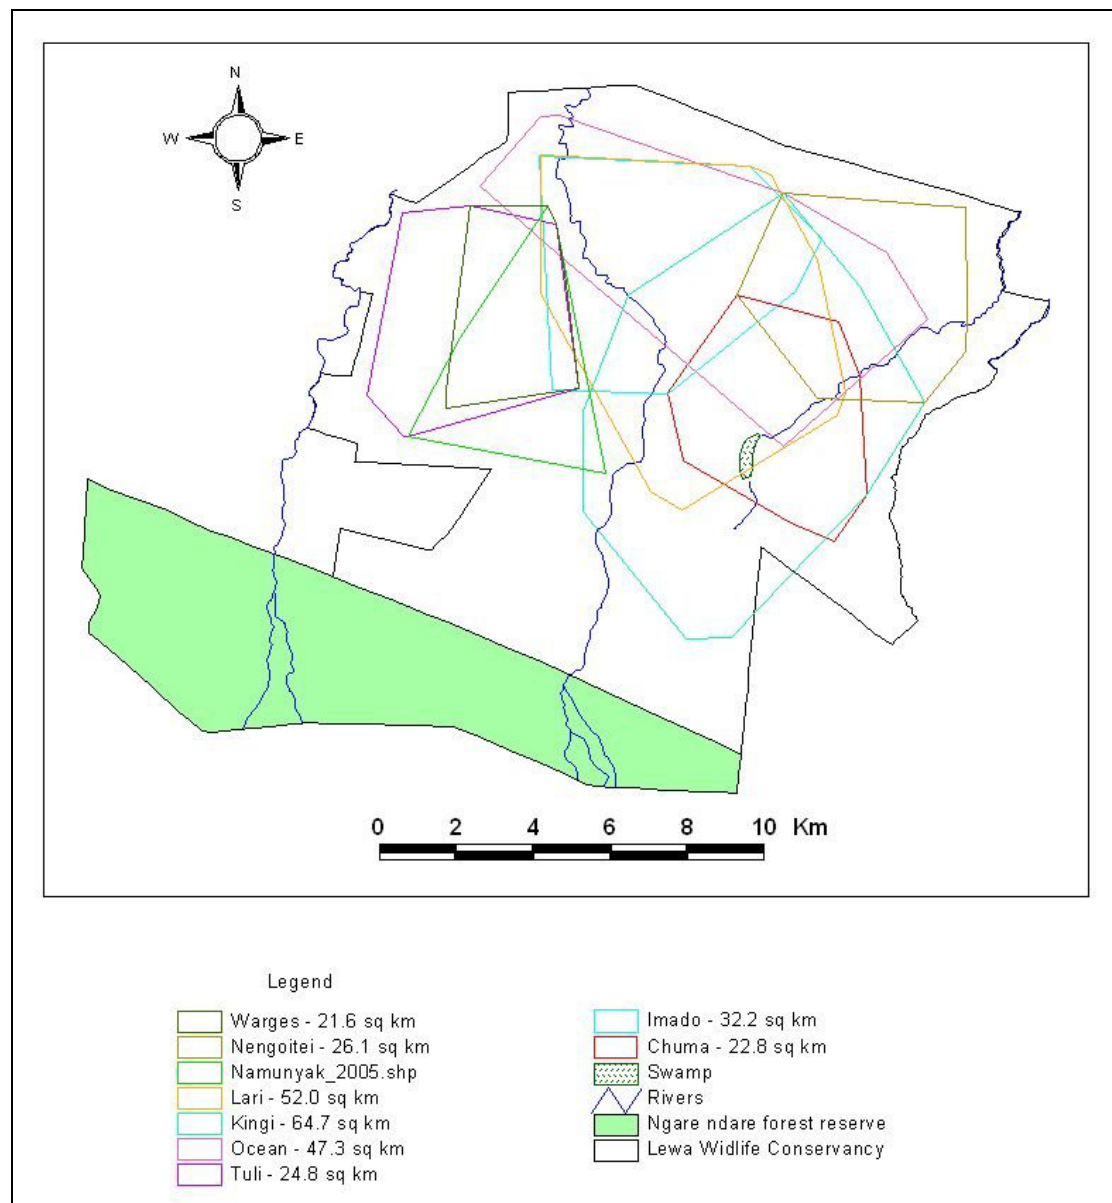 N
W E
S
0 2 4 6 8 10 Km
Legend
Warges - 21.6 sq km
Nengoitei - 26.1 sq km
Namunyak_2005.shp
Lari - 52.0 sq km
Kingi - 64.7 sq km
Ocean - 47.3 sq km
Tuli - 24.8 sq km
Imado - 32.2 sq km
Chuma - 22.8 sq km
Swamp
Rivers
Ngare ndare forest reserve
Lewa Widlife Conservancy